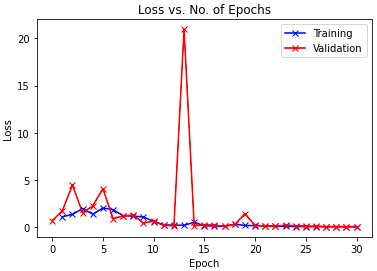 Loss vs. No. of Epochs
Training
Validation
Loss
20
15
10
5
0
0 5 10 15 20 25 30
Epoch